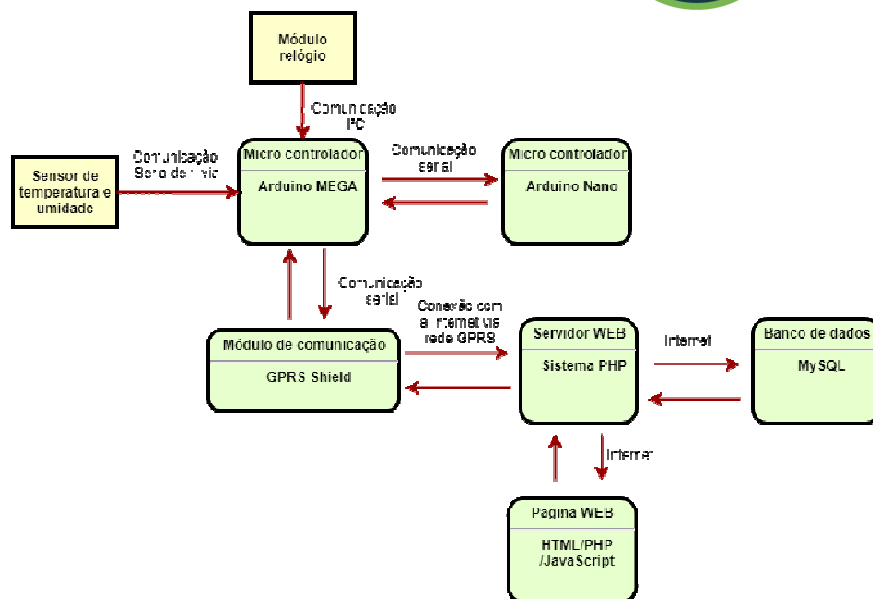 Módulo
relógio
Comunicação
I²C
Sensor de
temperatura e
umidade
Comunicação
Micro controlador
Arduino MEGA
Comunicação
serial
Micro controlador
Arduino Nano
Comunicação
serial
Módulo de comunicação
GPRS Shield
Conexão com
a Internet via
rede GPRS
Servidor WEB
Sistema PHP
Internet
Banco de dados
MySQL
Internet
Pagina WEB
HTML/PHP
/JavaScript